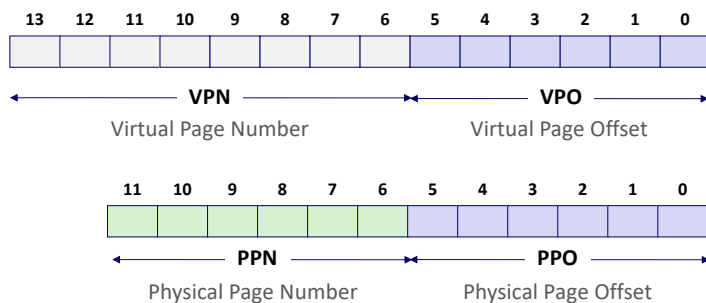 13 12 11 10 9 8 7 6 5 4 3 2 1 0
VPN VPO
Virtual Page Number Virtual Page Offset
11 10 9 8 7 6 5 4 3 2 1 0
PPN PPO
Physical Page Number Physical Page Offset